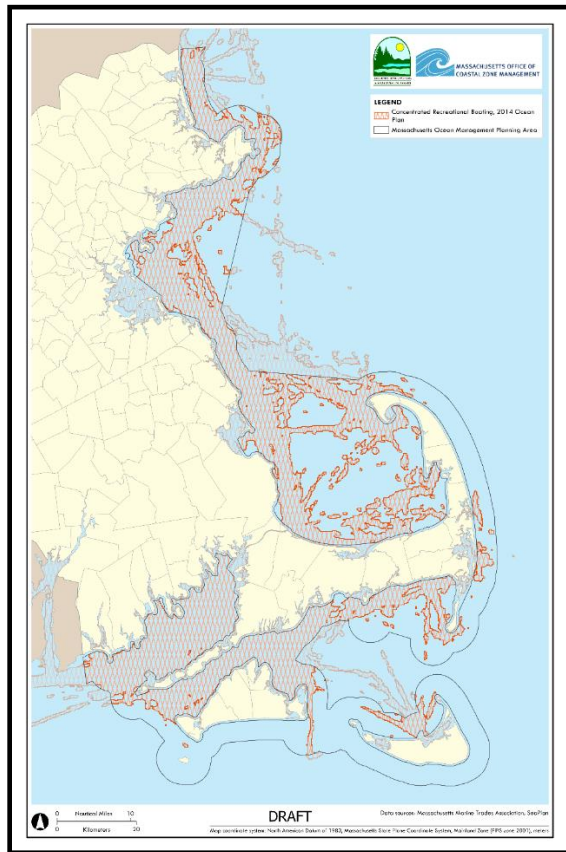 MASSACHUSETTS OFFICE OF
COASTAL ZONE MANAGEMENT
LEGEND
Concentrated Recreational Boating, 2014 Ocean
Plan
Massachusetts Ocean Management Planning Area
0 Nautical Miles 10
0 Kilometers 20
DRAFT
Data sources: Massachusetts Marine Trades Association, SeaPlan
Map coordinate system: North American Datum of 1983, Massachusetts State Plane Coordinate System, Mainland Zone (FIPS zone 2001), meters